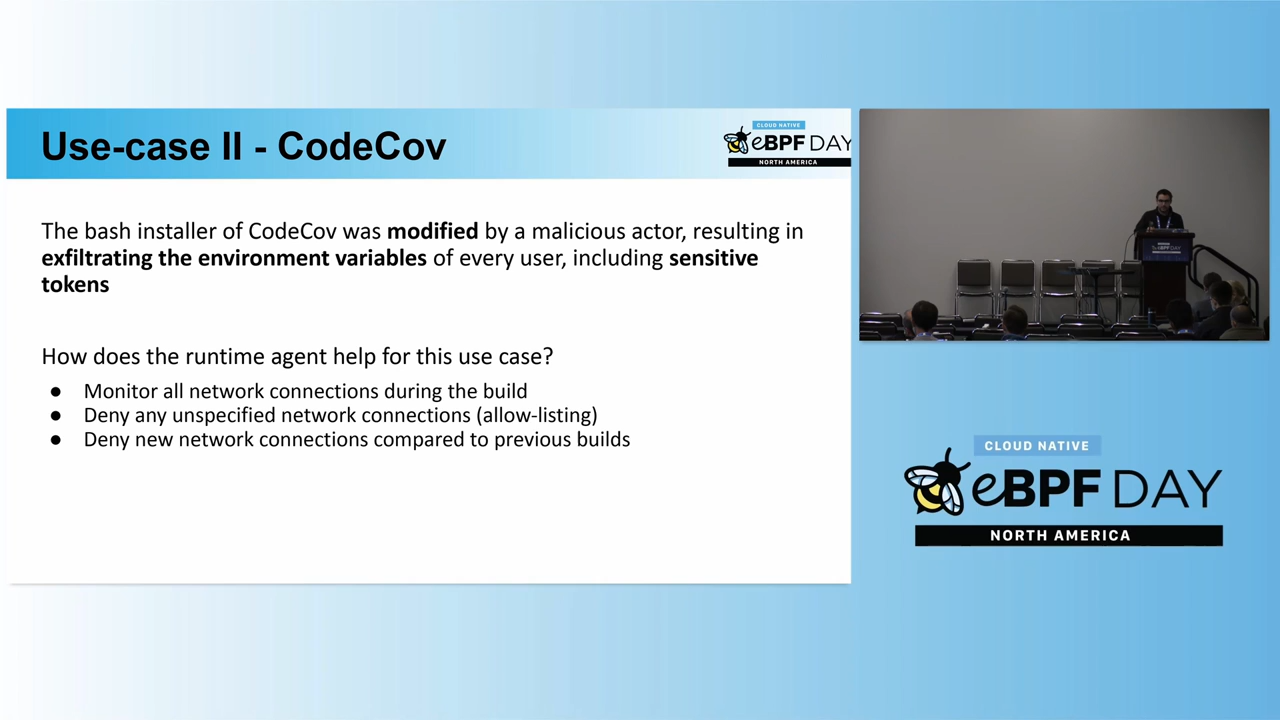 Use-case II - CodeCov
CLOUD NATIVE
eBPF DAY
NORTH AMERICA
The bash installer of CodeCov was modified by a malicious actor, resulting in
exfiltrating the environment variables of every user, including sensitive
tokens
How does the runtime agent help for this use case?
● Monitor all network connections during the build
● Deny any unspecified network connections (allow-listing)
● Deny new network connections compared to previous builds
eBPF DAY
CLOUD NATIVE
eBPF DAY
NORTH AMERICA